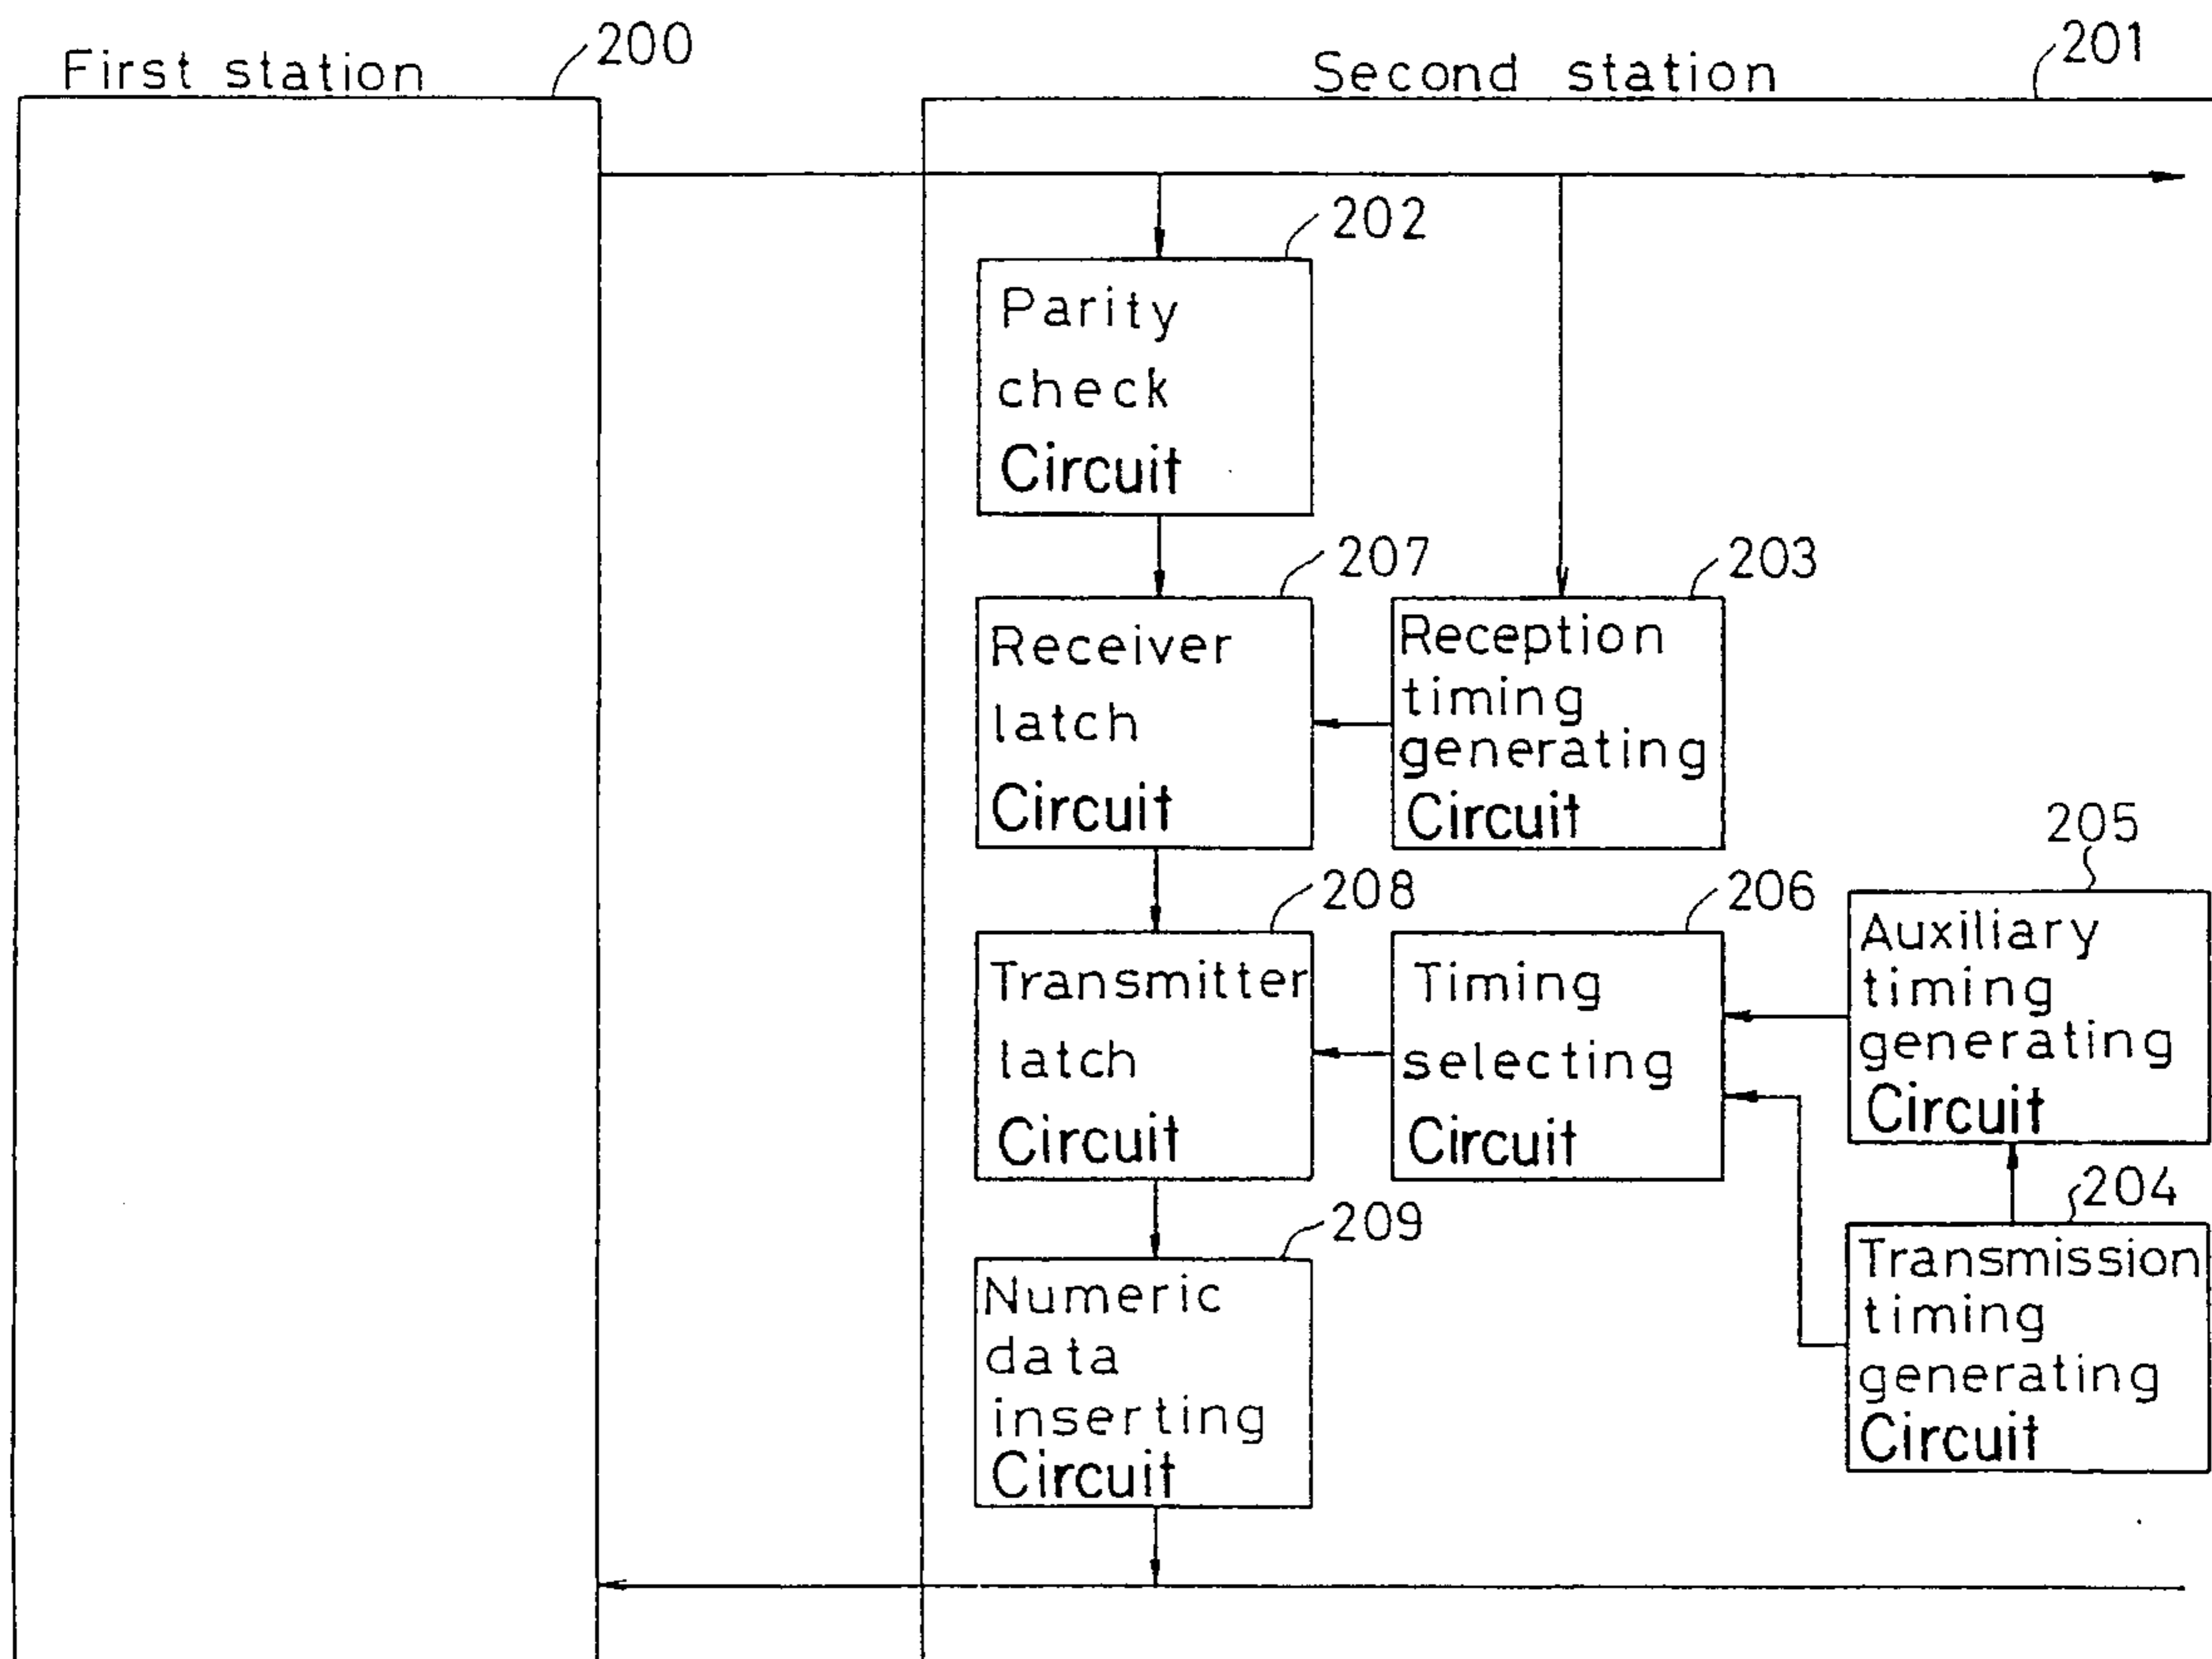 First station
200
Second station
201
202
Parity
check
Circuit
207
Receiver
latch
Circuit
203
Reception
timing
generating
Circuit
208
Transmitter
latch
Circuit
206
Timing
selecting
Circuit
205
Auxiliary
timing
generating
Circuit
204
Transmission
timing
generating
Circuit
209
Numeric
data
inserting
Circuit